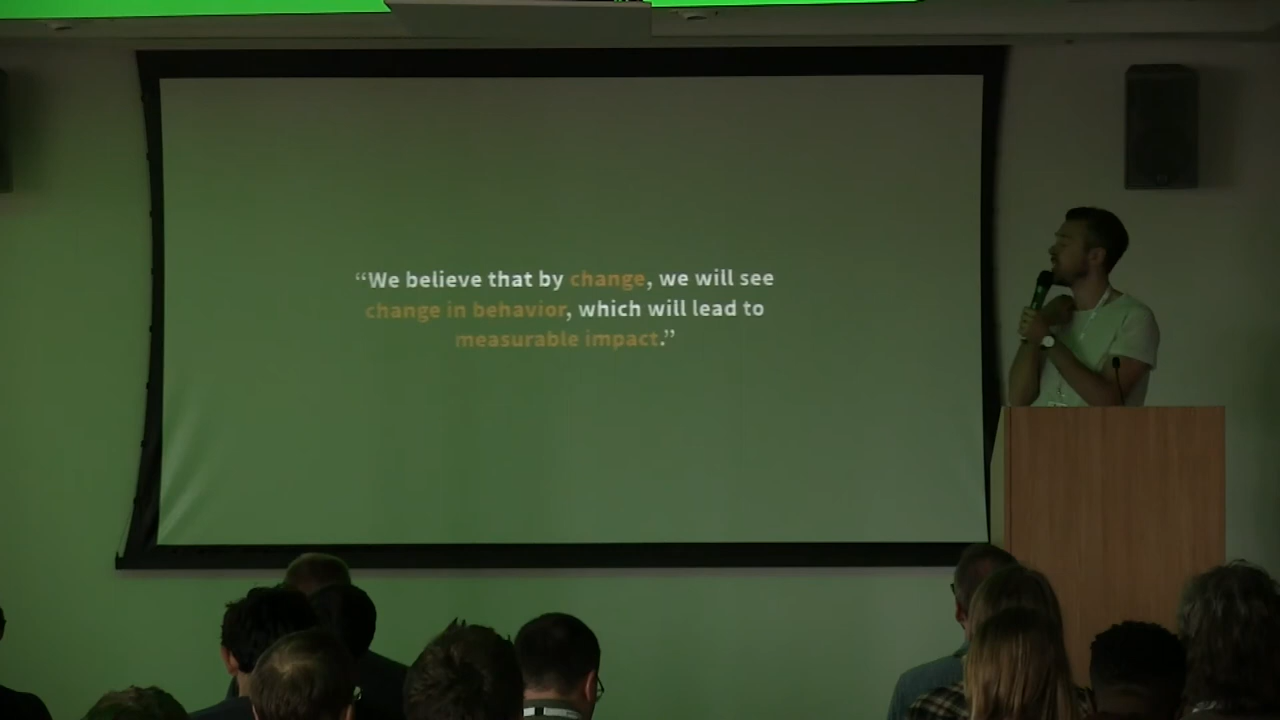 “We believe that by change, we will see
change in behavior, which will lead to
measurable impact.”